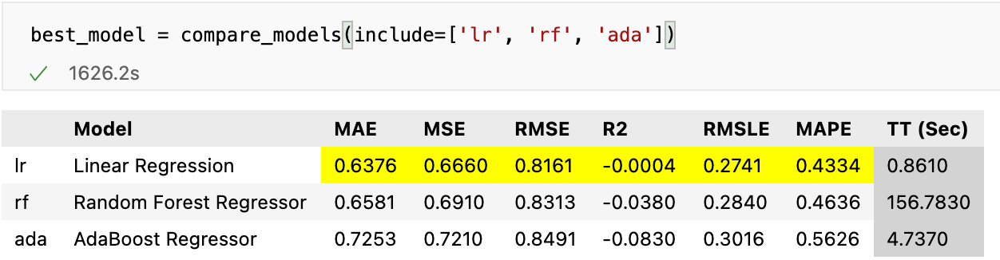 best_model = compare_models(include=['lr', 'rf', 'ada'])
1626.2s
Model MAE MSE RMSE R2 RMSLE MAPE TT (Sec)
lr Linear Regression 0.6376 0.6660 0.8161 -0.0004 0.2741 0.4334 0.8610
rf Random Forest Regressor 0.6581 0.6910 0.8313 -0.0380 0.2840 0.4636 156.7830
ada AdaBoost Regressor 0.7253 0.7210 0.8491 -0.0830 0.3016 0.5626 4.7370